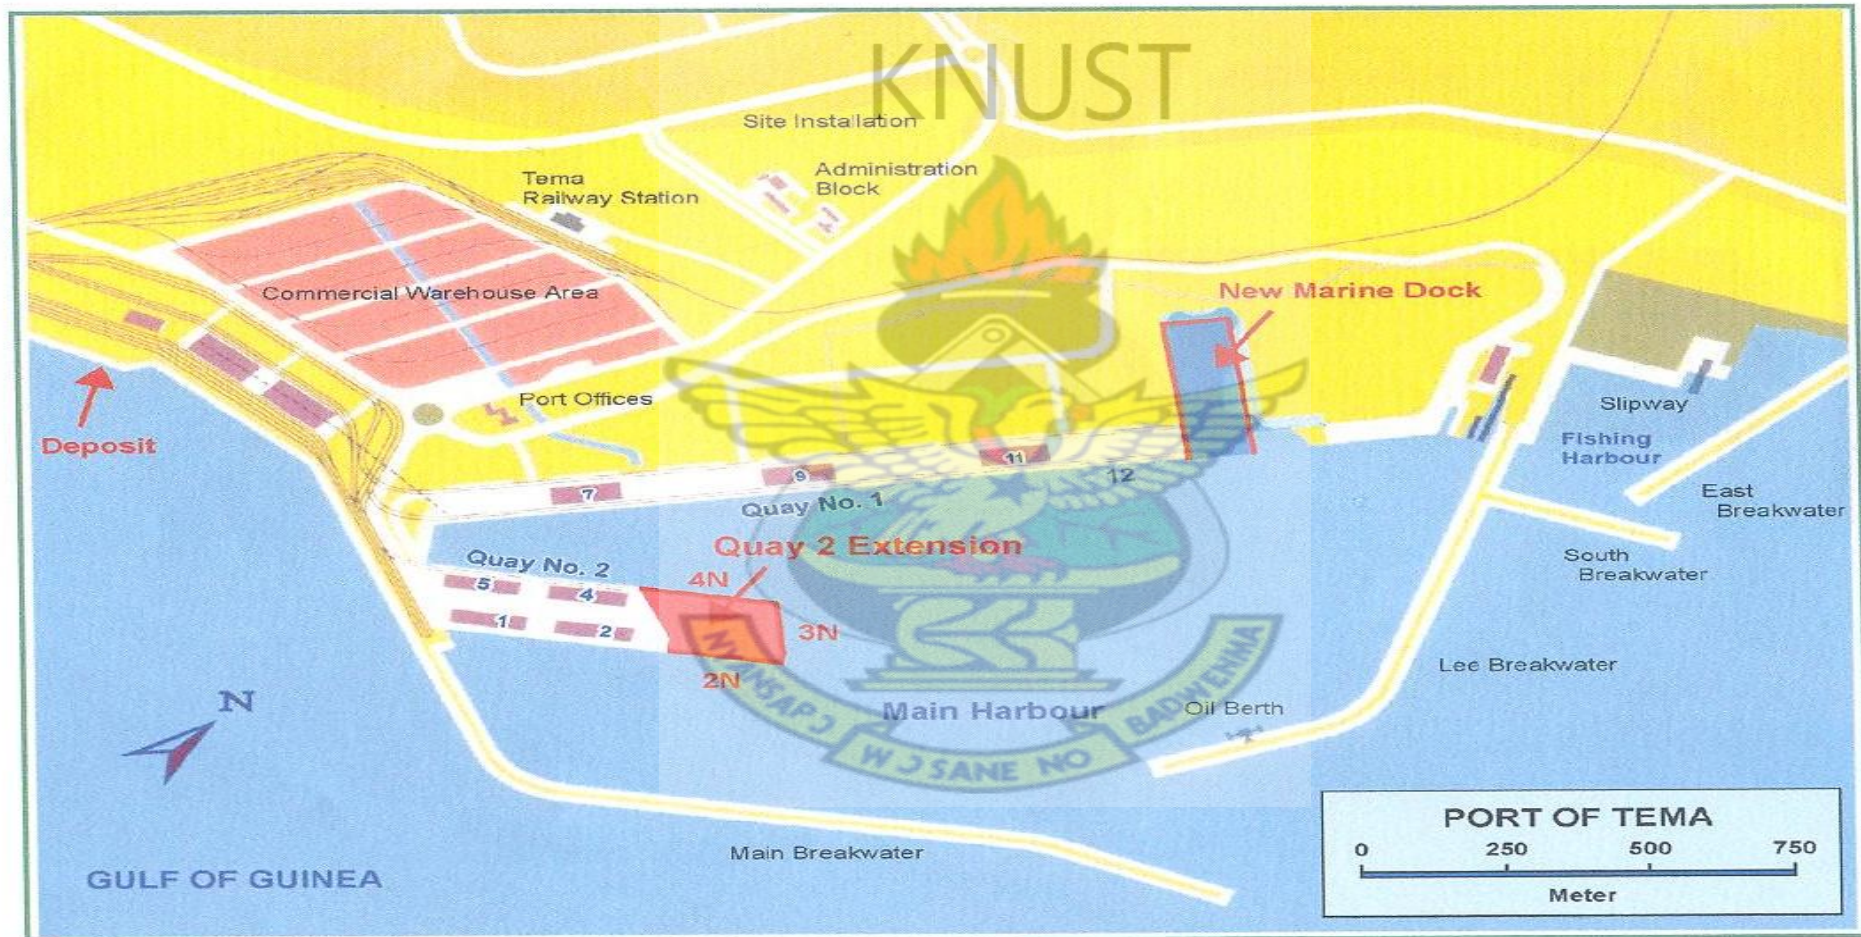 KNUST
Site Installation
Tema
Railway Station
Administration
Block
Commercial Warehouse Area
New Marine Dock
Port Offices
Slipway
Deposit
Fishing
Harbour
7
9
11
12
East
Breakwater
Quay No. 1
Quay No. 2
Quay 2 Extension
South
Breakwater
5
4
4N
1
2
3N
2N
Lee Breakwater
N
Main Harbour
Oil Berth
NYANSAPƆ WƆSANE NO BADWENMA
PORT OF TEMA
0 250 500 750
Meter
Main Breakwater
GULF OF GUINEA